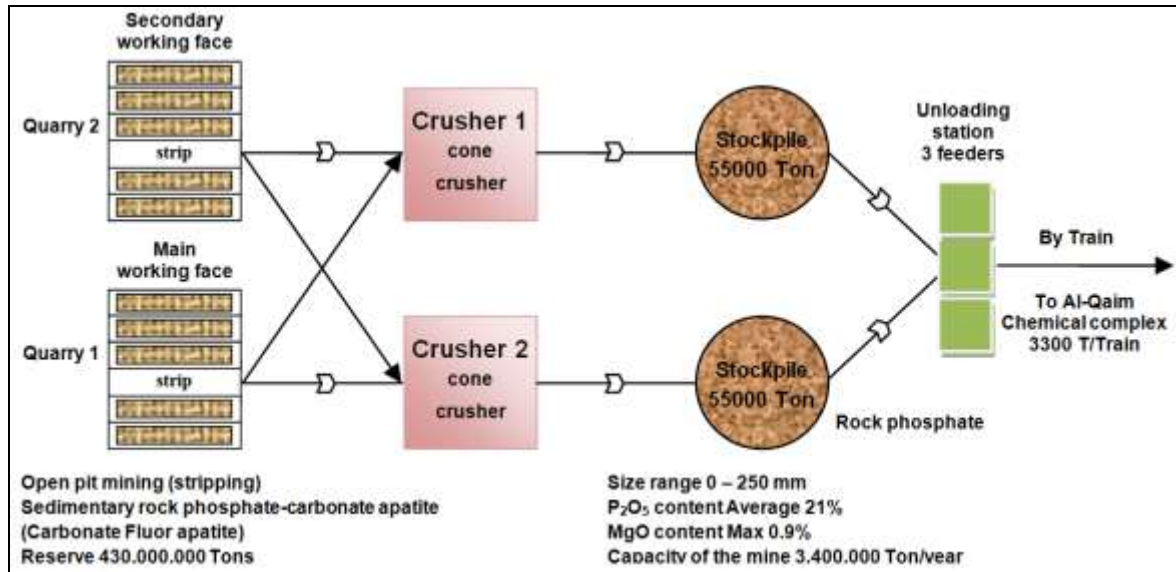 Secondary
working face
Quarry 2
strip
Main
working face
Quarry 1
strip
Crusher 1
cone
crusher
Crusher 2
cone
crusher
Stockpile
55000 Ton
Stockpile
55000 Ton
Rock phosphate
Unloading
station
3 feeders
By Train
To Al-Qaim
Chemical complex
3300 T/Train
Open pit mining (stripping)
Sedimentary rock phosphate-carbonate apatite
(Carbonate Fluor apatite)
Reserve 430.000.000 Tons
Size range 0 – 250 mm
P₂O₅ content Average 21%
MgO content Max 0.9%
Capacity of the mine 3.400.000 Ton/year